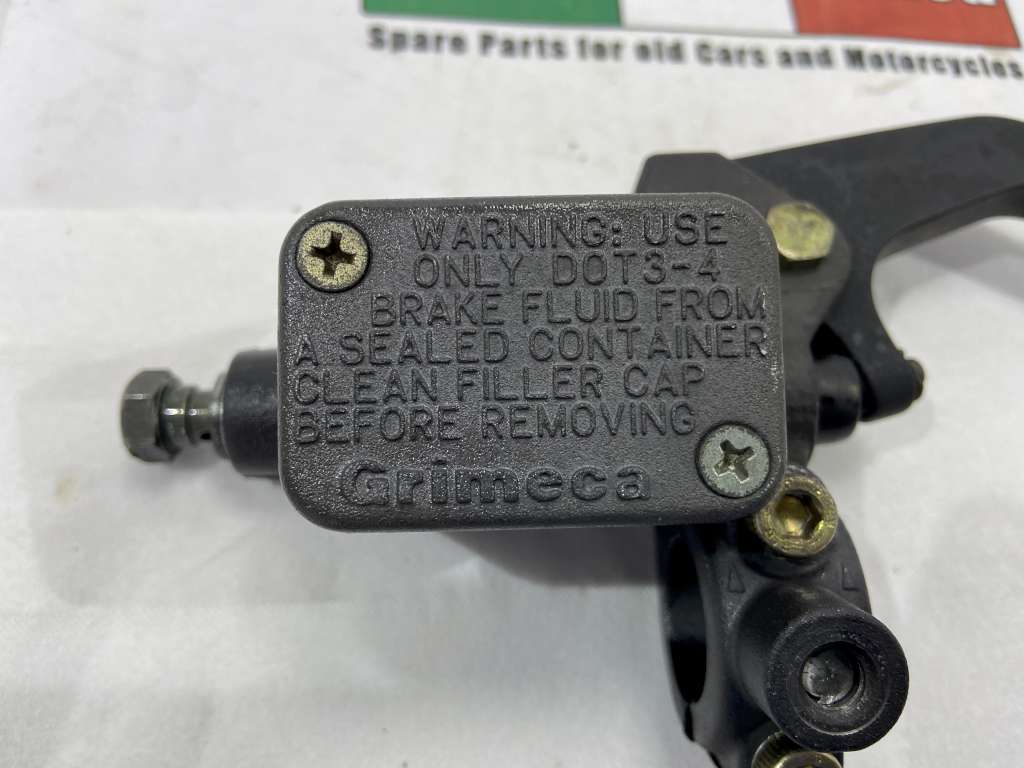 Spare Parts for old Cars and Motorcycles
WARNING: USE
ONLY DOT3-4
BRAKE FLUID FROM
A SEALED CONTAINER
CLEAN FILLER CAP
BEFORE REMOVING
Grimeca